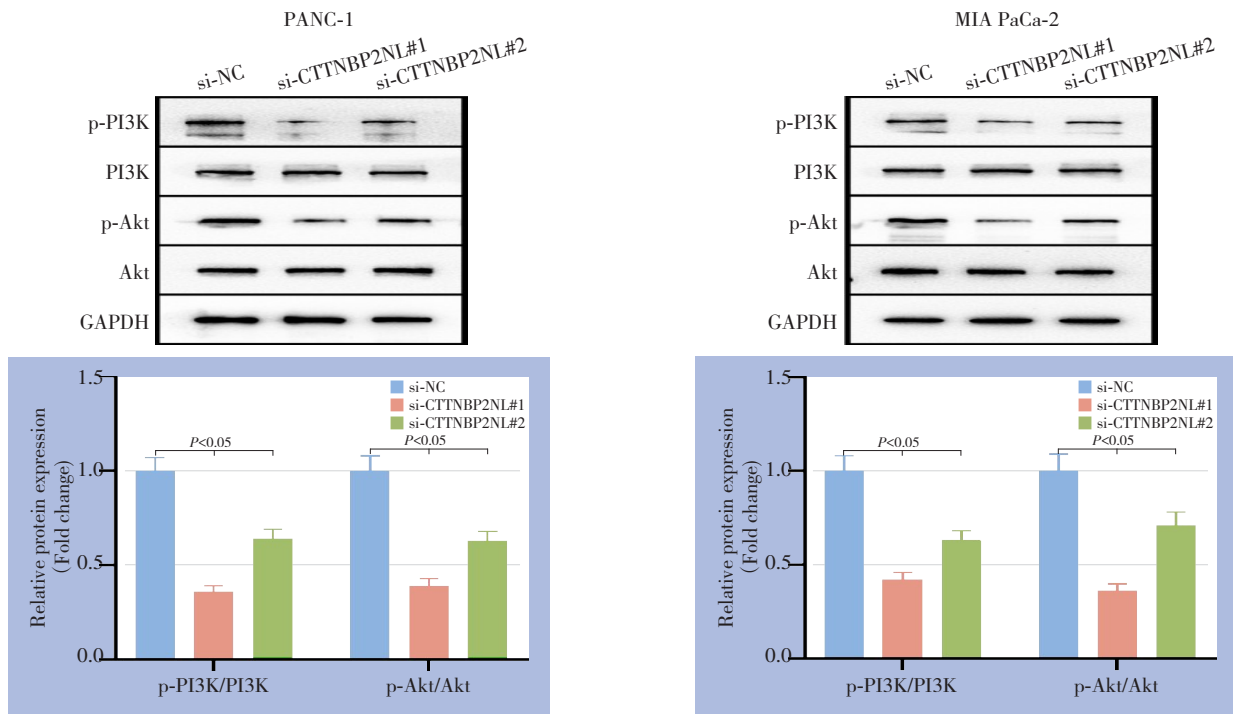 PANC-1
si-NC
si-CTTNBP2NL#1
si-CTTNBP2NL#2
p-PI3K
PI3K
p-Akt
Akt
GAPDH
1.5
1.0
0.5
0.0
Relative protein expression
(Fold change)
si-NC
si-CTTNBP2NL#1
si-CTTNBP2NL#2
P<0.05
P<0.05
p-PI3K/PI3K
p-Akt/Akt
MIA PaCa-2
si-NC
si-CTTNBP2NL#1
si-CTTNBP2NL#2
p-PI3K
PI3K
p-Akt
Akt
GAPDH
1.5
1.0
0.5
0.0
Relative protein expression
(Fold change)
si-NC
si-CTTNBP2NL#1
si-CTTNBP2NL#2
P<0.05
P<0.05
p-PI3K/PI3K
p-Akt/Akt